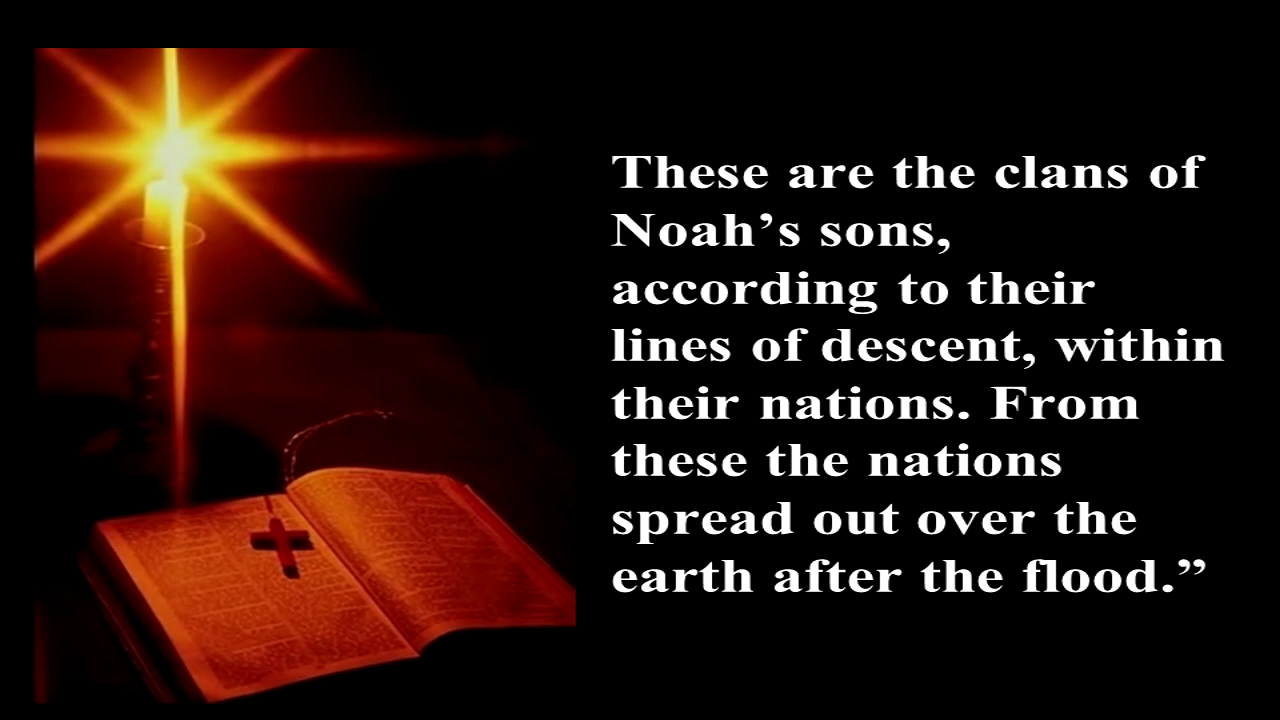 These are the clans of
Noah’s sons,
according to their
lines of descent, within
their nations. From
these the nations
spread out over the
earth after the flood.”